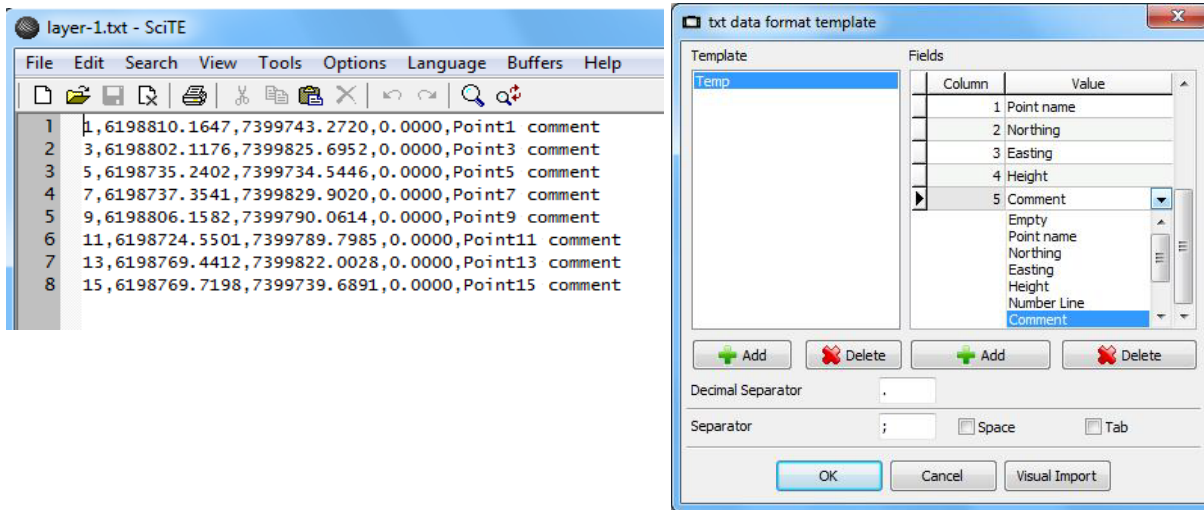 layer-1.txt - SciTE
File Edit Search View Tools Options Language Buffers Help
1 1,6198810.1647,7399743.2720,0.0000,Point1 comment
2 3,6198802.1176,7399825.6952,0.0000,Point3 comment
3 5,6198735.2402,7399734.5446,0.0000,Point5 comment
4 7,6198737.3541,7399829.9020,0.0000,Point7 comment
5 9,6198806.1582,7399790.0614,0.0000,Point9 comment
6 11,6198724.5501,7399789.7985,0.0000,Point11 comment
7 13,6198769.4412,7399822.0028,0.0000,Point13 comment
8 15,6198769.7198,7399739.6891,0.0000,Point15 comment
txt data format template
Template Fields
Temp
Column Value
1 Point name
2 Northing
3 Easting
4 Height
5 Comment
Empty
Point name
Northing
Easting
Height
Number Line
Comment
Add Delete Add Delete
Decimal Separator .
Separator ; Space Tab
OK Cancel Visual Import